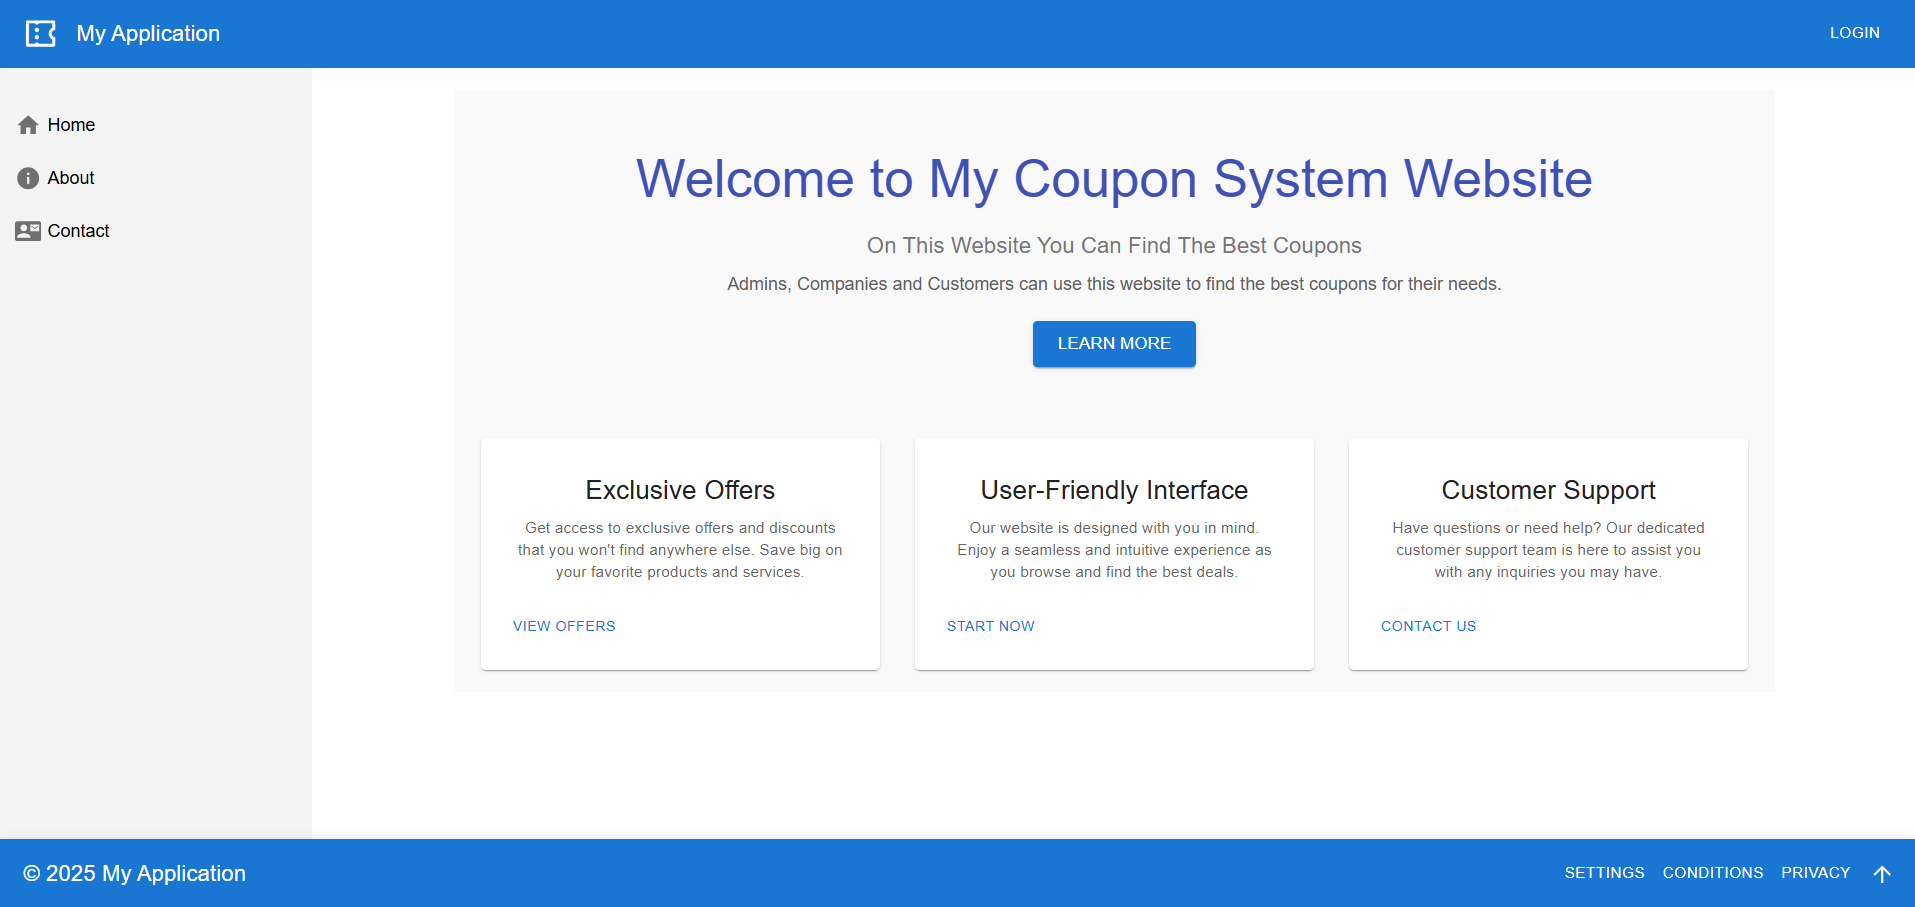 My Application
LOGIN
Home
About
Contact
Welcome to My Coupon System Website
On This Website You Can Find The Best Coupons
Admins, Companies and Customers can use this website to find the best coupons for their needs.
LEARN MORE
Exclusive Offers
Get access to exclusive offers and discounts
that you won't find anywhere else. Save big on
your favorite products and services.
VIEW OFFERS
User-Friendly Interface
Our website is designed with you in mind.
Enjoy a seamless and intuitive experience as
you browse and find the best deals.
START NOW
Customer Support
Have questions or need help? Our dedicated
customer support team is here to assist you
with any inquiries you may have.
CONTACT US
© 2025 My Application
SETTINGS
CONDITIONS
PRIVACY